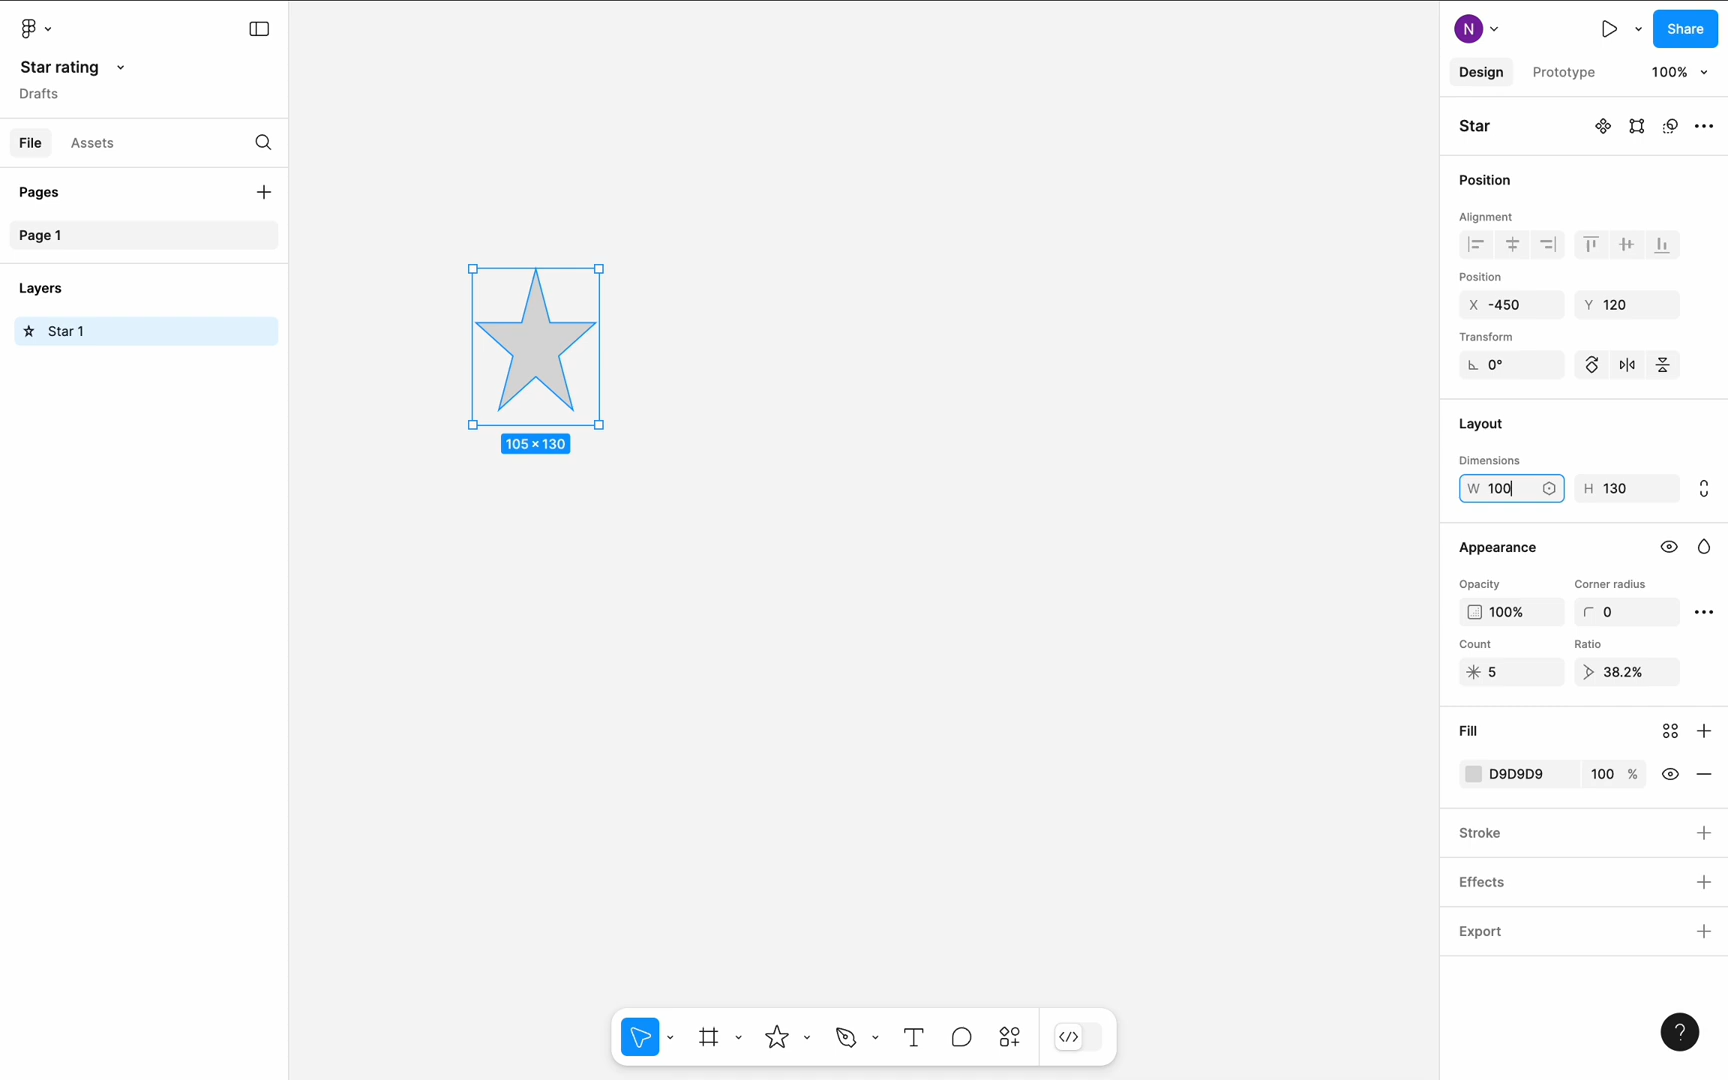 Star rating
Drafts
File
Assets
Pages
Page 1
Layers
Star 1
105 × 130
N
Share
Design
Prototype
100%
Star
Position
Alignment
Position
X -450
Y 120
Transform
0°
Layout
Dimensions
W 100
H 130
Appearance
Opacity
Corner radius
100%
0
Count
Ratio
5
38.2%
Fill
D9D9D9
100 %
Stroke
Effects
Export
?